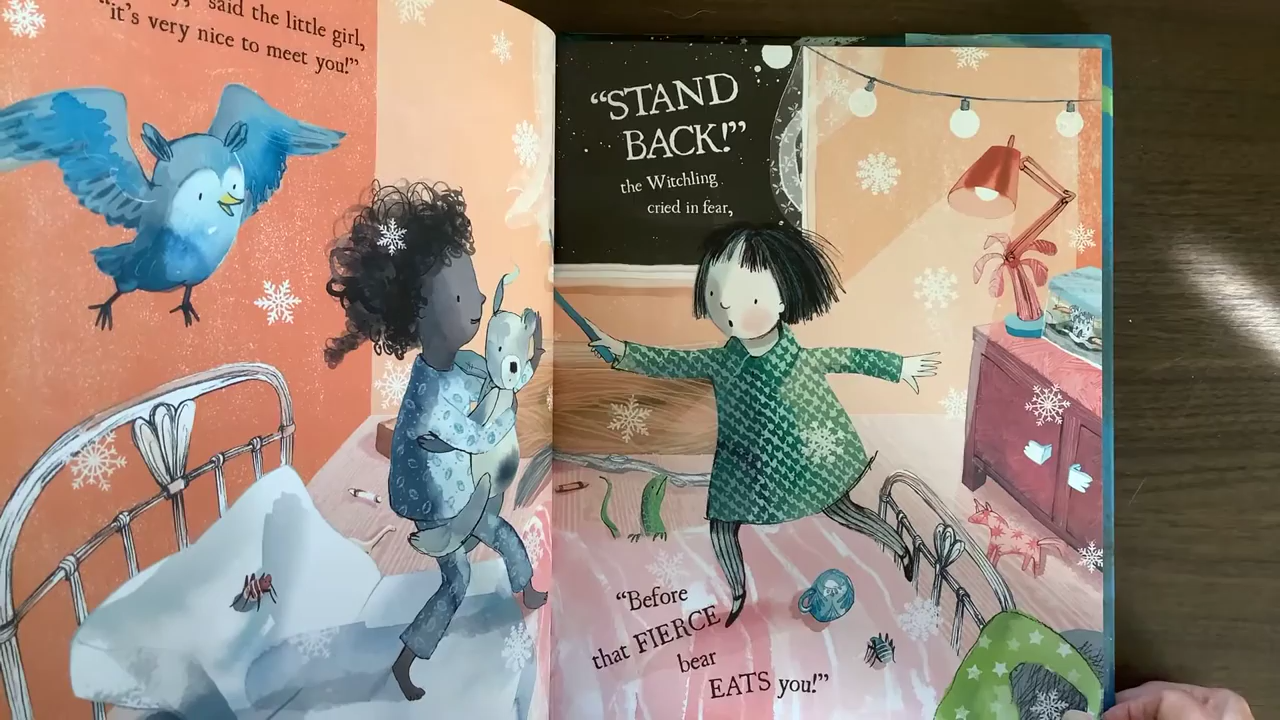 said the little girl,
“it’s very nice to meet you!”
“STAND
BACK!”
the Witchling
cried in fear,
“Before
that FIERCE
bear
EATS you!”